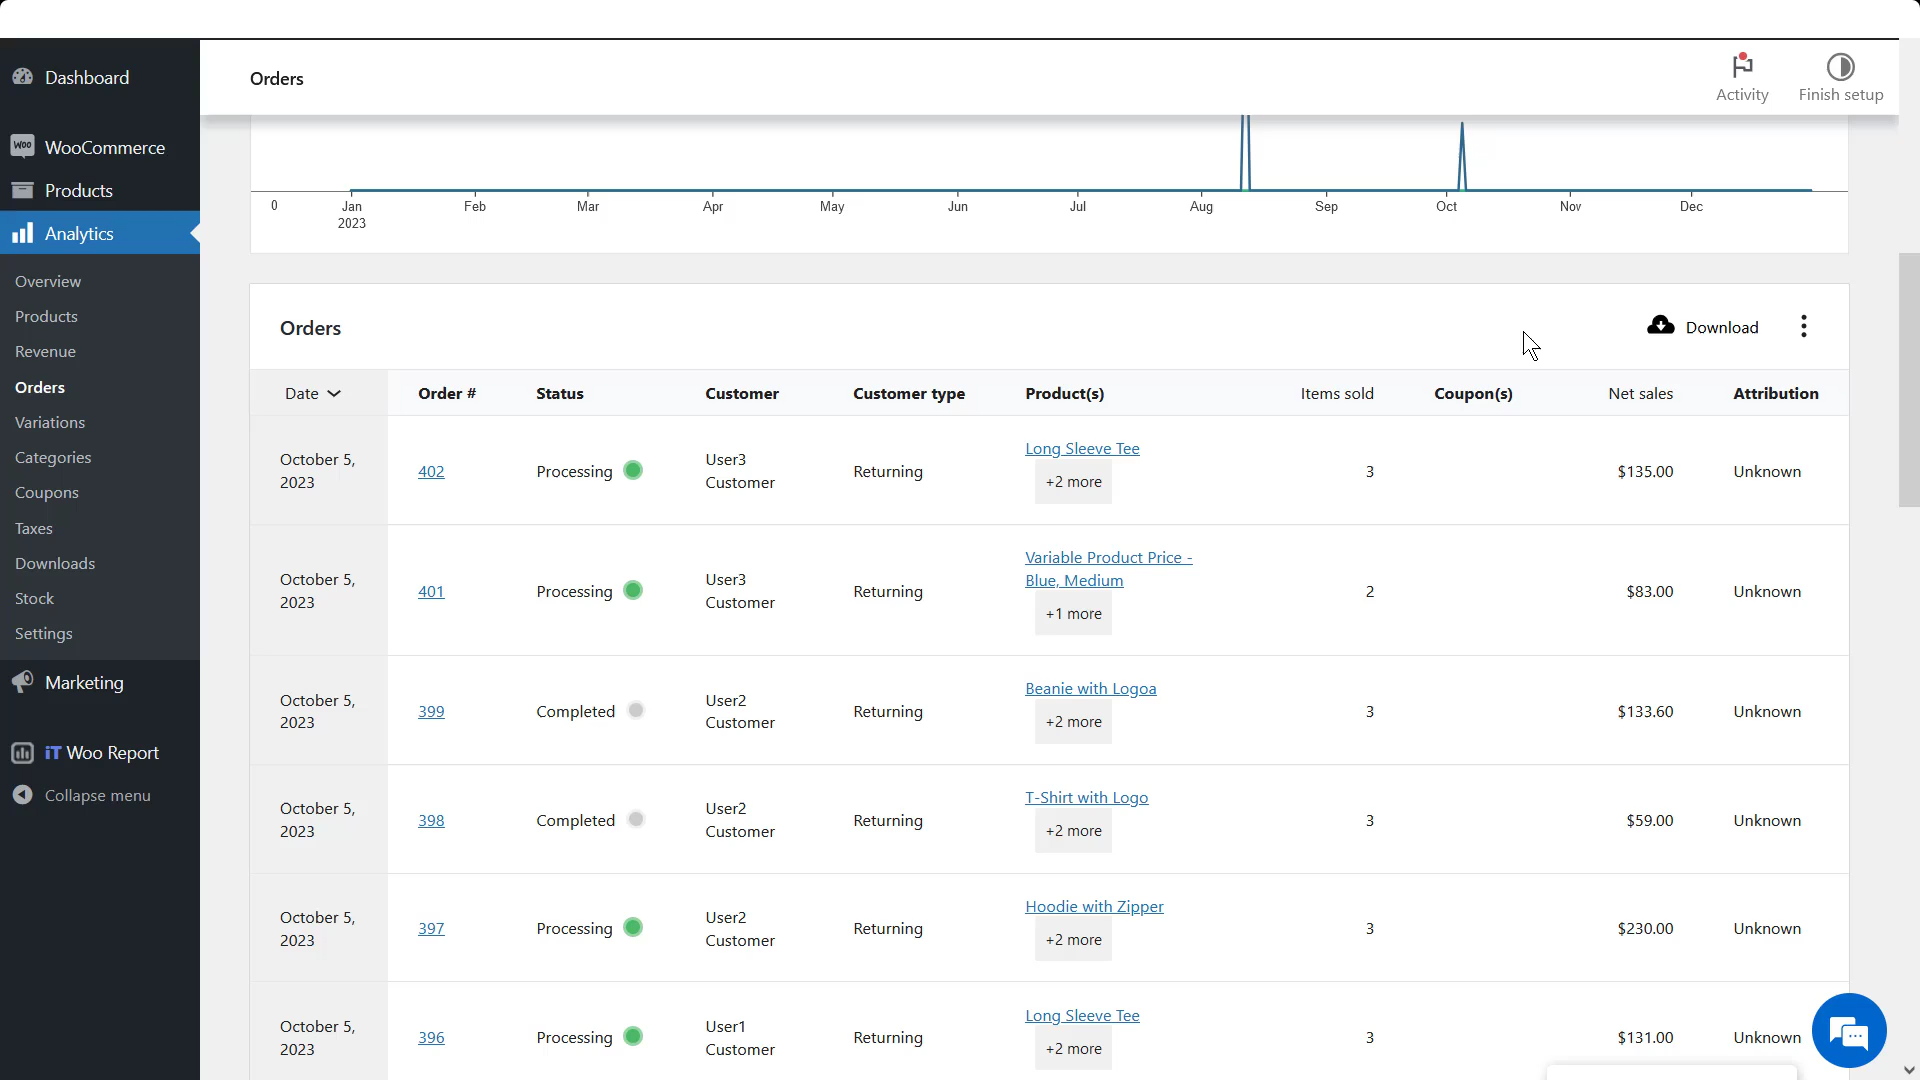 Dashboard
WooCommerce
Products
Analytics
Overview
Products
Revenue
Orders
Variations
Categories
Coupons
Taxes
Downloads
Stock
Settings
Marketing
iT Woo Report
Collapse menu
Orders
Activity
Finish setup
0 Jan Feb Mar Apr May Jun Jul Aug Sep Oct Nov Dec
2023
Orders
Download
Date Order # Status Customer Customer type Product(s) Items sold Coupon(s) Net sales Attribution
October 5, 2023 402 Processing User3 Customer Returning Long Sleeve Tee +2 more 3 $135.00 Unknown
October 5, 2023 401 Processing User3 Customer Returning Variable Product Price - Blue, Medium +1 more 2 $83.00 Unknown
October 5, 2023 399 Completed User2 Customer Returning Beanie with Logoa +2 more 3 $133.60 Unknown
October 5, 2023 398 Completed User2 Customer Returning T-Shirt with Logo +2 more 3 $59.00 Unknown
October 5, 2023 397 Processing User2 Customer Returning Hoodie with Zipper +2 more 3 $230.00 Unknown
October 5, 2023 396 Processing User1 Customer Returning Long Sleeve Tee +2 more 3 $131.00 Unknown